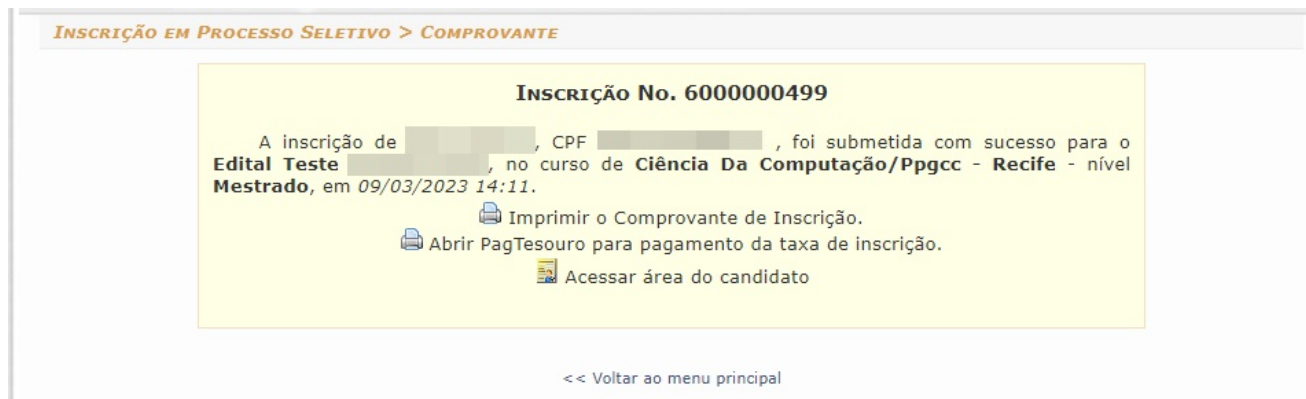 Inscrição em Processo Seletivo > Comprovante
Inscrição No. 6000000499
A inscrição de , CPF , foi submetida com sucesso para o
Edital Teste , no curso de Ciência Da Computação/Ppgcc - Recife - nível
Mestrado, em 09/03/2023 14:11.
Imprimir o Comprovante de Inscrição.
Abrir PagTesouro para pagamento da taxa de inscrição.
Acessar área do candidato
<< Voltar ao menu principal